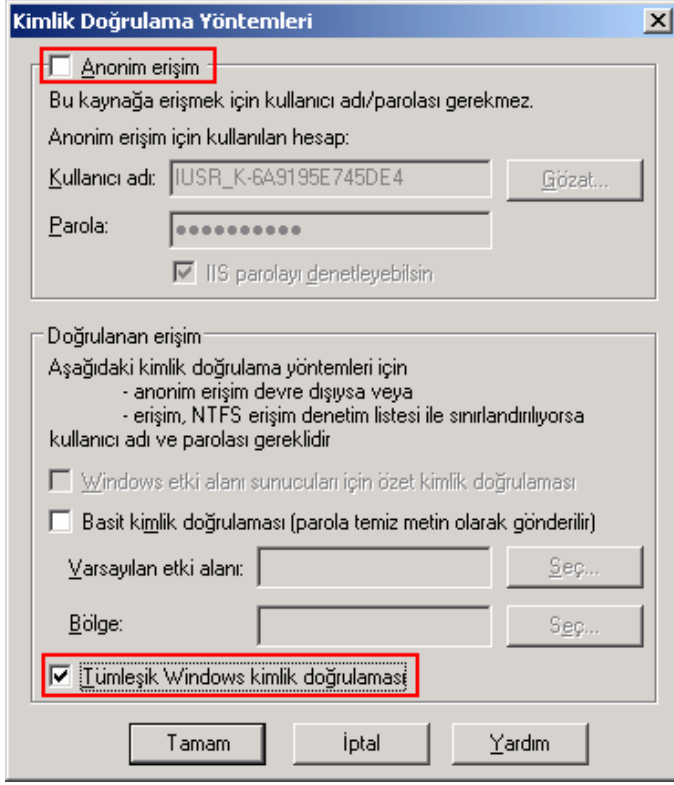 Kimlik Doğrulama Yöntemleri
Anonim erişim
Bu kaynağa erişmek için kullanıcı adı/parolası gerekmez.
Anonim erişim için kullanılan hesap:
Kullanıcı adı: IUSR_K-6A9195E745DE4 Gözat...
Parola: ●●●●●●●●●●
IIS parolayı denetleyebilsin
Doğrulanan erişim
Aşağıdaki kimlik doğrulama yöntemleri için
- anonim erişim devre dışıysa veya
- erişim, NTFS erişim denetim listesi ile sınırlandırılıyorsa
kullanıcı adı ve parolası gereklidir
Windows etki alanı sunucuları için özet kimlik doğrulaması
Basit kimlik doğrulaması (parola temiz metin olarak gönderilir)
Varsayılan etki alanı: Seç...
Bölge: Seç...
Tümleşik Windows kimlik doğrulaması
Tamam İptal Yardım